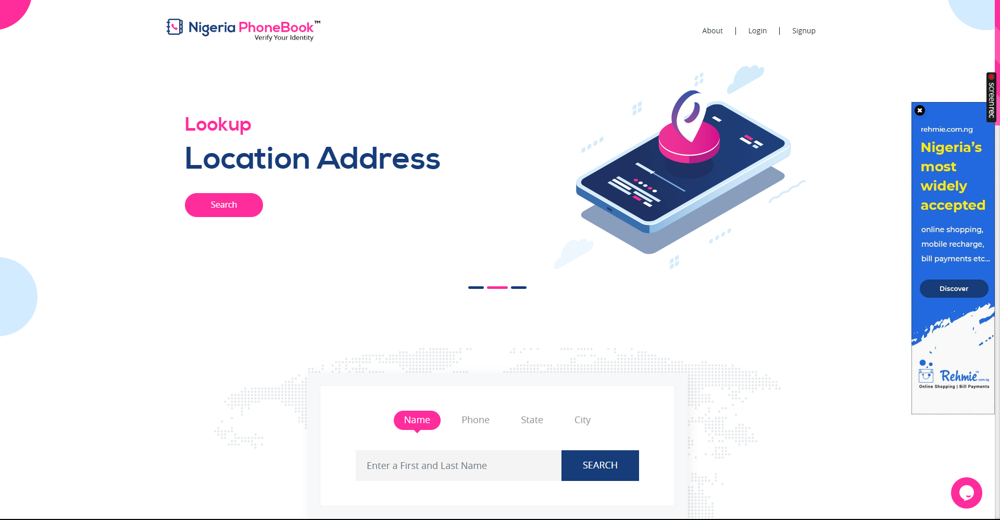 Nigeria PhoneBook™
Verify Your Identity
About
Login
Signup
screenrec
Lookup
Location Address
Search
rehmie.com.ng
Nigeria's
most
widely
accepted
online shopping,
mobile recharge,
bill payments etc...
Discover
Rehmie™.com.ng
Online Shopping | Bill Payments
Name
Phone
State
City
Enter a First and Last Name
SEARCH